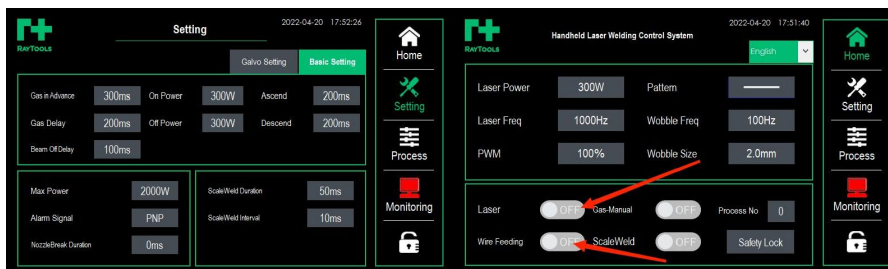 RAYTOOLS
Setting
2022-04-20 17:52:26
Galvo Setting Basic Setting
Gas in Advance 300ms On Power 300W Ascend 200ms
Gas Delay 200ms Off Power 300W Descend 200ms
Beam Off Delay 100ms
Max Power 2000W ScaleWeld Duration 50ms
Alarm Signal PNP ScaleWeld Interval 10ms
NozzleBreak Duration 0ms
Home
Setting
Process
Monitoring
RAYTOOLS
Handheld Laser Welding Control System
2022-04-20 17:51:40
English
Laser Power 300W Pattern
Laser Freq 1000Hz Wobble Freq 100Hz
PWM 100% Wobble Size 2.0mm
Laser OFF Gas-Manual OFF Process No 0
Wire Feeding OFF ScaleWeld OFF Safety Lock
Home
Setting
Process
Monitoring